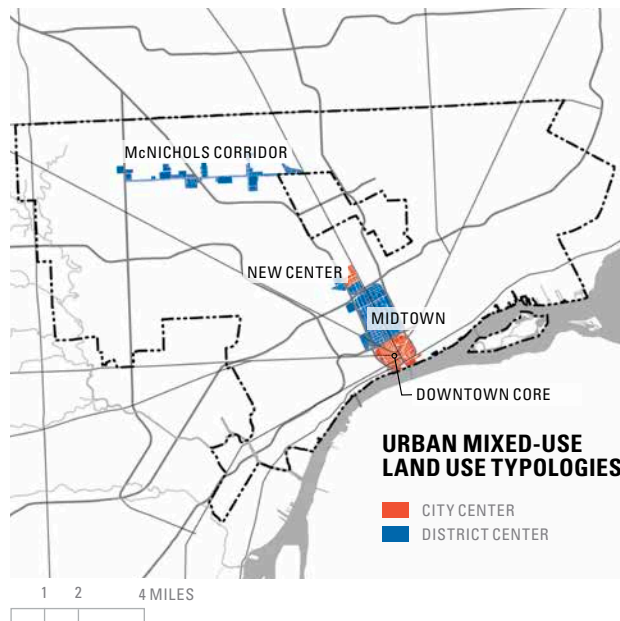 McNICHOLS CORRIDOR
NEW CENTER
MIDTOWN
DOWNTOWN CORE
URBAN MIXED-USE
LAND USE TYPOLOGIES
CITY CENTER
DISTRICT CENTER
1 2 4 MILES